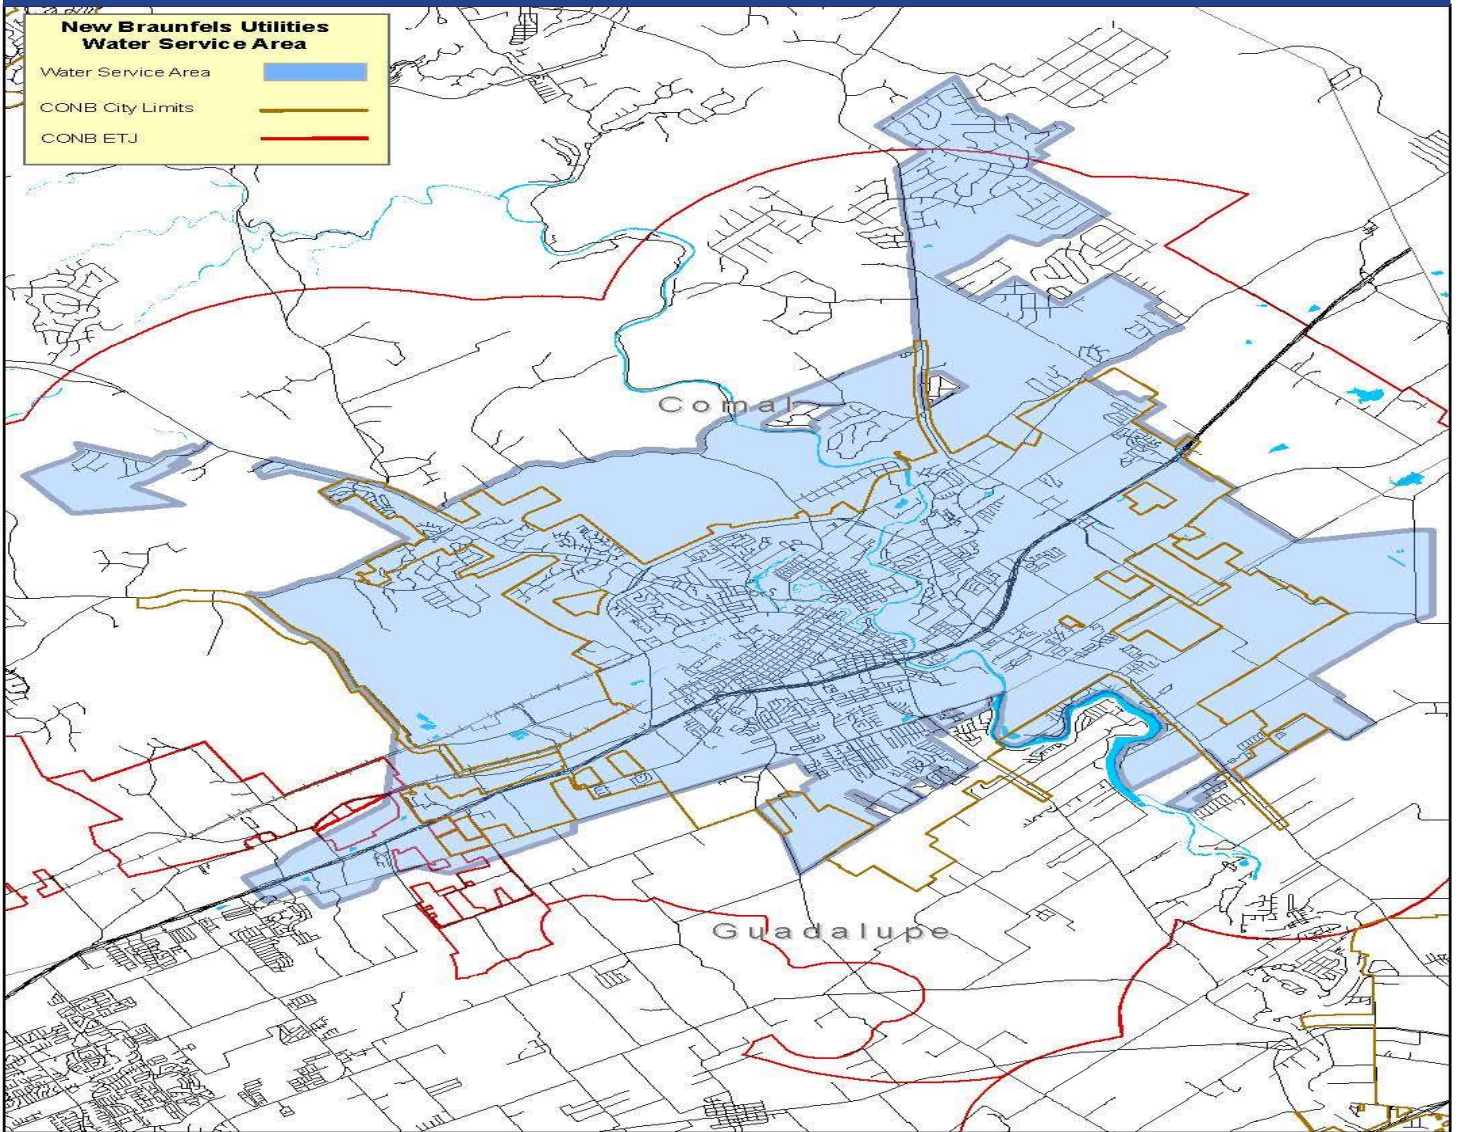 New Braunfels Utilities
Water Service Area
Water Service Area
CONB City Limits
CONB ETJ
Comal
Guadalupe